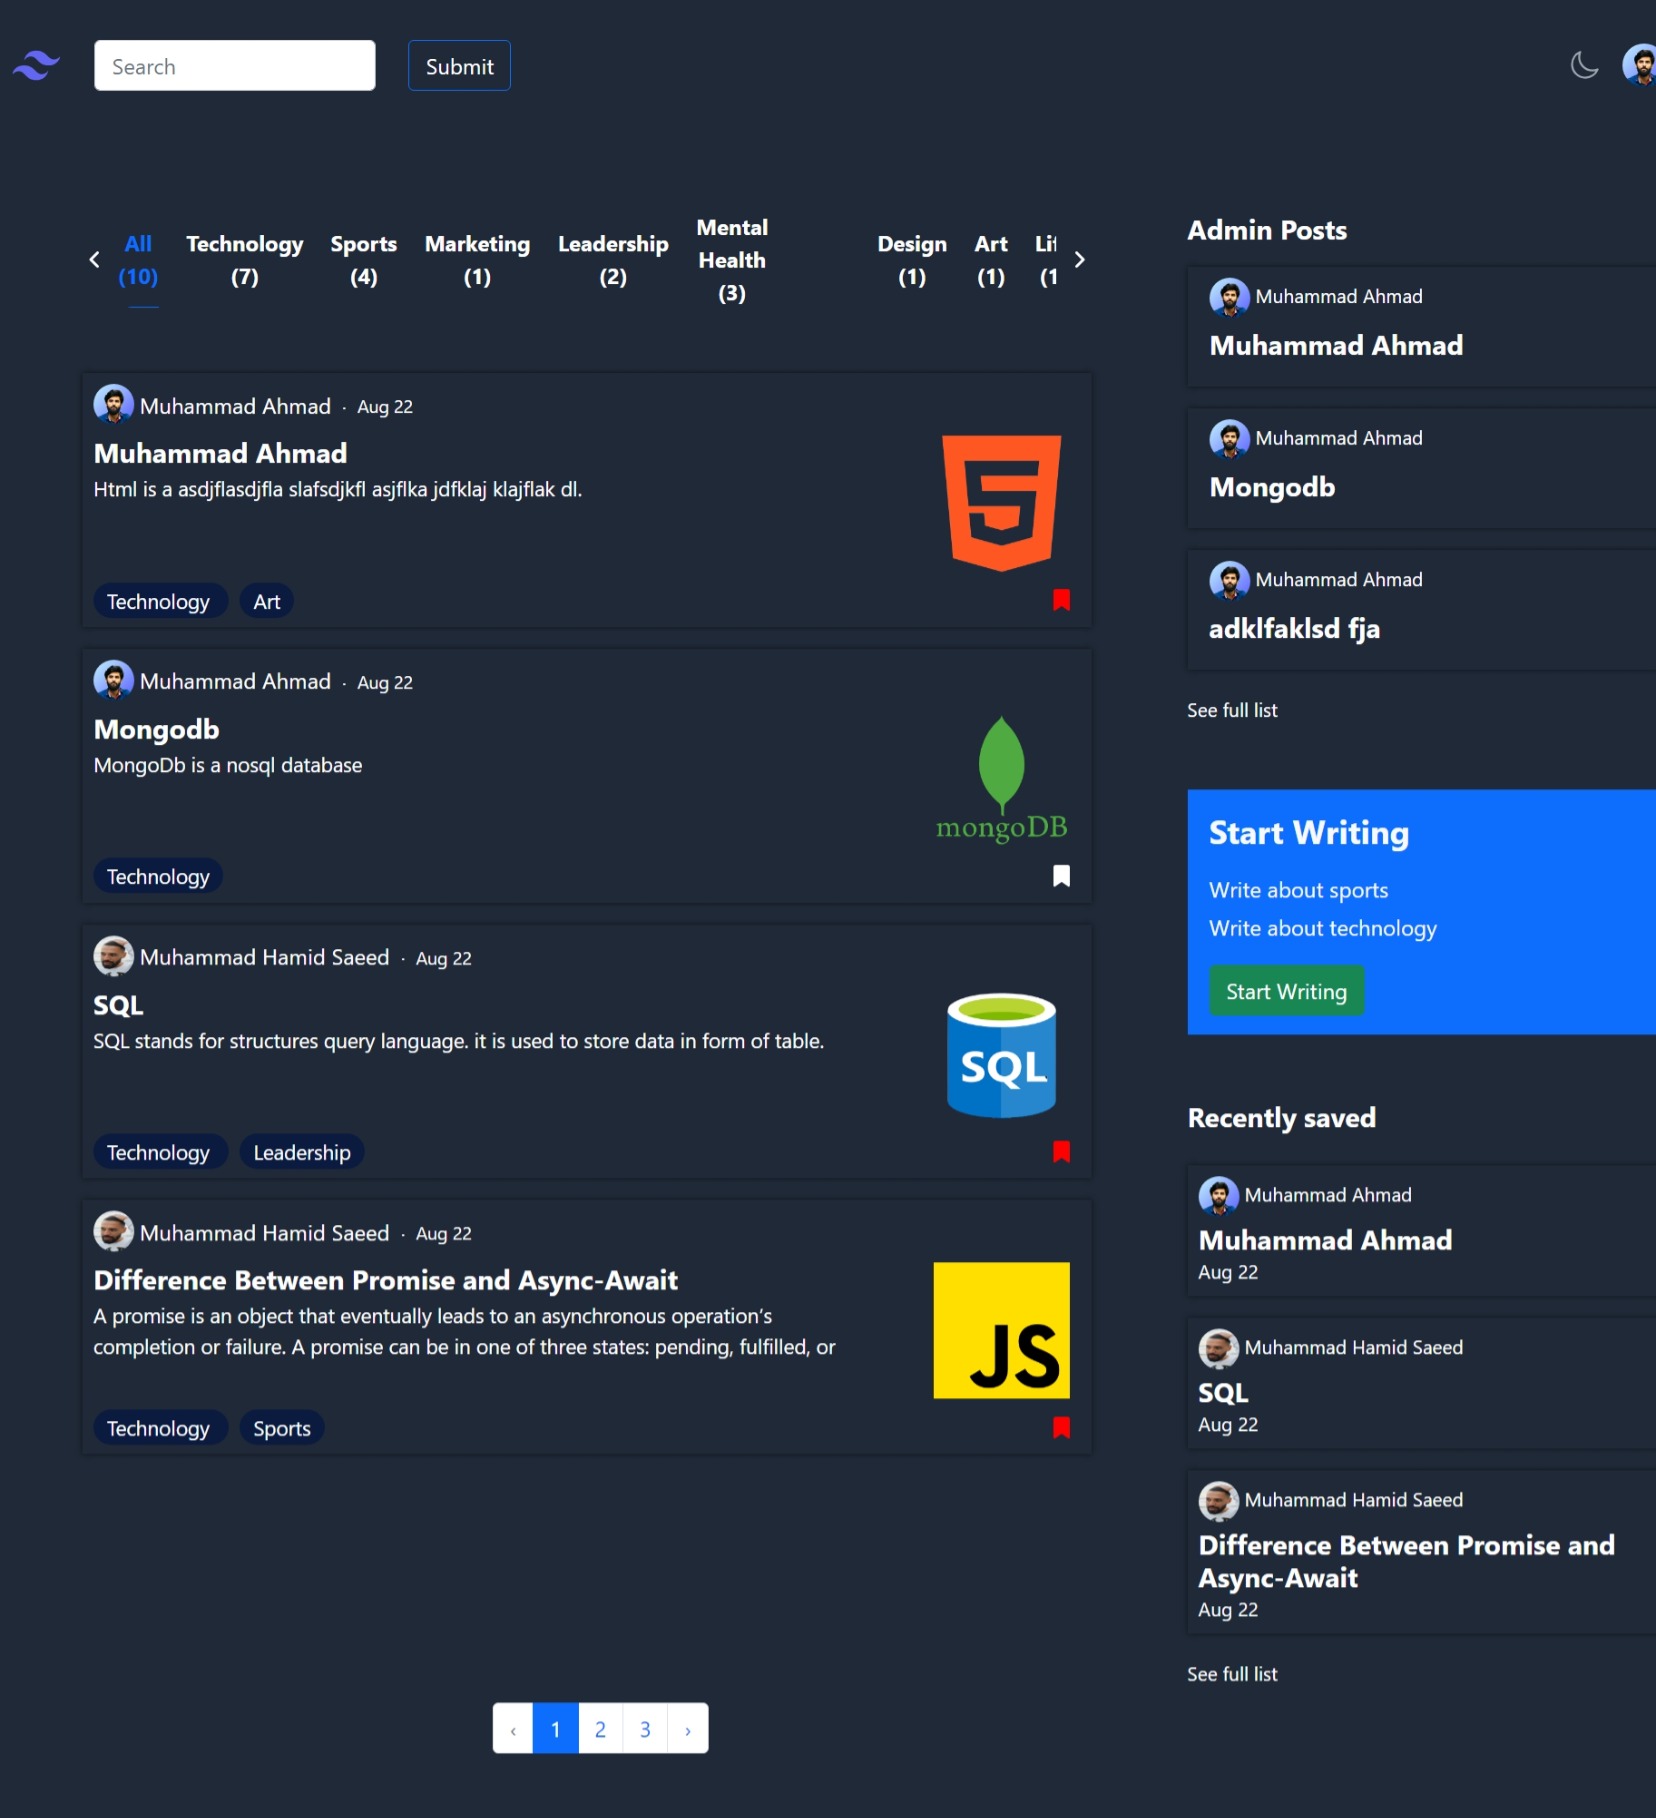 Search
Submit
All
(10)
Technology
(7)
Sports
(4)
Marketing
(1)
Leadership
(2)
Mental
Health
(3)
Design
(1)
Art
(1)
Muhammad Ahmad · Aug 22
Muhammad Ahmad
Html is a asdjflasdjfla slafsdjkfl asjflka jdfklaj klajflak dl.
Technology
Art
Muhammad Ahmad · Aug 22
Mongodb
MongoDb is a nosql database
mongoDB
Technology
Muhammad Hamid Saeed · Aug 22
SQL
SQL stands for structures query language. it is used to store data in form of table.
SQL
Technology
Leadership
Muhammad Hamid Saeed · Aug 22
Difference Between Promise and Async-Await
A promise is an object that eventually leads to an asynchronous operation’s
completion or failure. A promise can be in one of three states: pending, fulfilled, or
JS
Technology
Sports
‹ 1 2 3 ›
Admin Posts
Muhammad Ahmad
Muhammad Ahmad
Muhammad Ahmad
Mongodb
Muhammad Ahmad
adklfaklsd fja
See full list
Start Writing
Write about sports
Write about technology
Start Writing
Recently saved
Muhammad Ahmad
Muhammad Ahmad
Aug 22
Muhammad Hamid Saeed
SQL
Aug 22
Muhammad Hamid Saeed
Difference Between Promise and
Async-Await
Aug 22
See full list